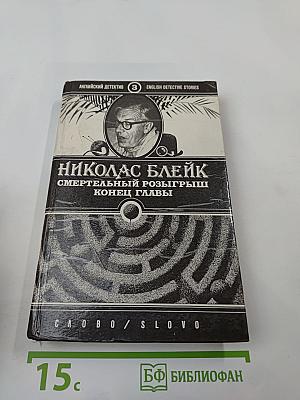 АНГЛИЙСКИЙ ДЕТЕКТИВ 3 ENGLISH DETECTIVE STORIES
НИКОЛАС БЛЕЙК
СМЕРТЕЛЬНЫЙ РОЗЫГРЫШ
КОНЕЦ ГЛАВЫ
СЛОВО / SLOVO
15с БФ БИБЛИОФАН